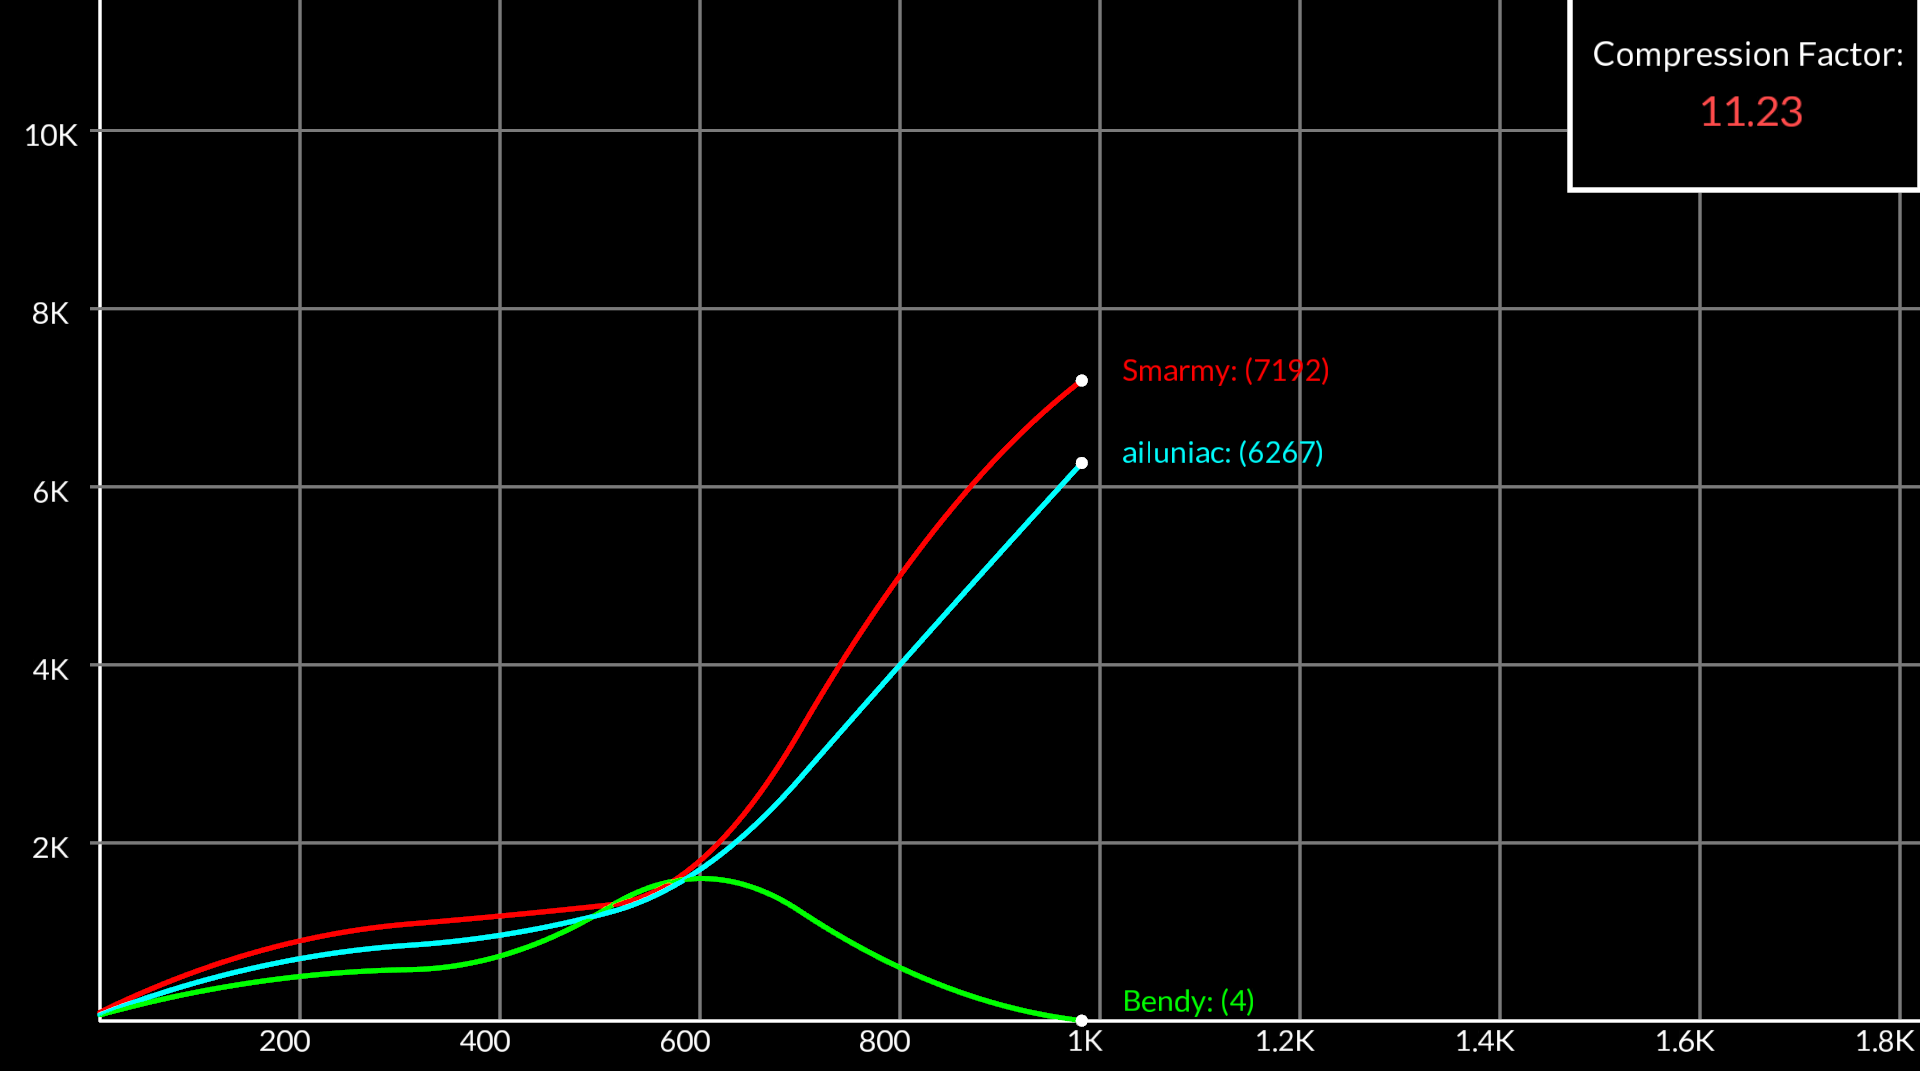 Compression Factor:
11.23
10K
8K
6K
4K
2K
Smarmy: (7192)
ailuniac: (6267)
Bendy: (4)
200 400 600 800 1K 1.2K 1.4K 1.6K 1.8K